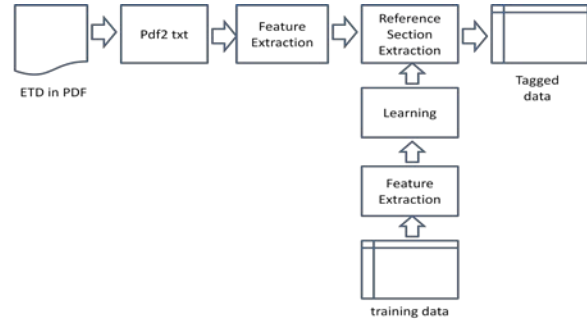 ETD in PDF
Pdf2 txt
Feature
Extraction
Reference
Section
Extraction
Tagged
data
Learning
Feature
Extraction
training data